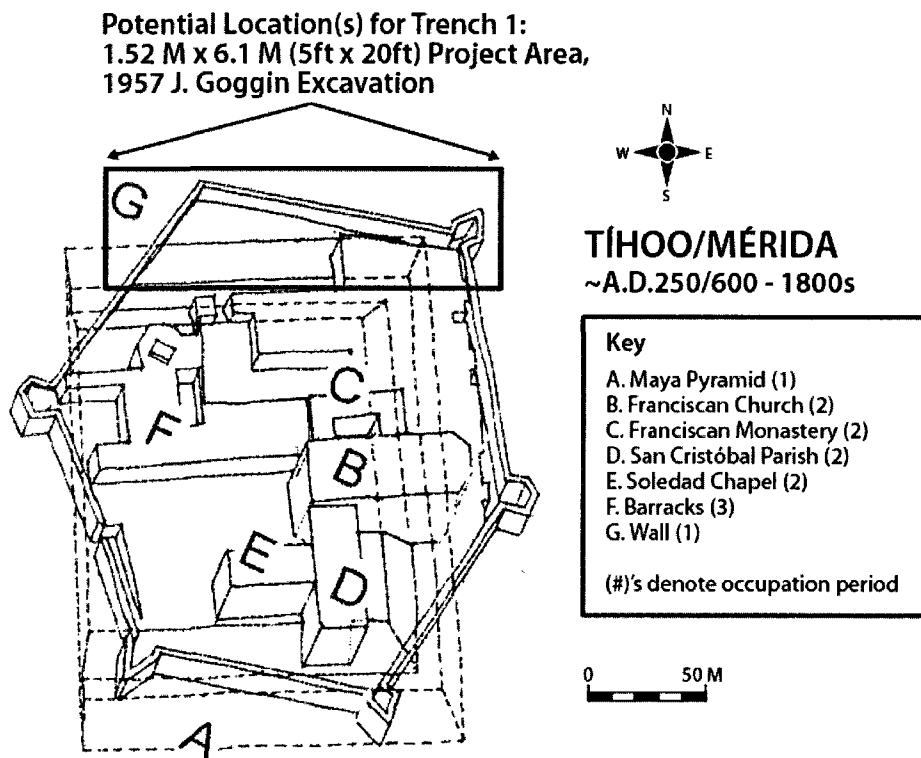 Potential Location(s) for Trench 1:
1.52 M x 6.1 M (5ft x 20ft) Project Area,
1957 J. Goggin Excavation
N
W E
S
G
TÍHOO/MÉRIDA
~A.D.250/600 - 1800s
Key
A. Maya Pyramid (1)
B. Franciscan Church (2)
C. Franciscan Monastery (2)
D. San Cristóbal Parish (2)
E. Soledad Chapel (2)
F. Barracks (3)
G. Wall (1)
(#)'s denote occupation period
C
F
B
E
D
A
0 50 M